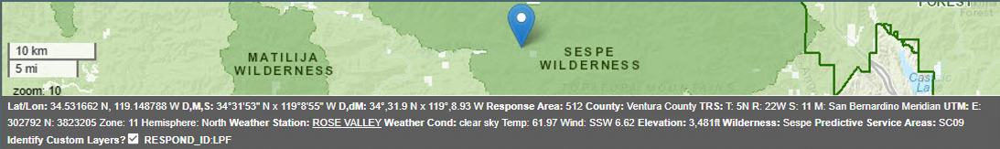 FOREST
Forest
10 km
5 mi
MATILIJA
WILDERNESS
SESPE
WILDERNESS
TOPATOPA MOUNTAINS
zoom: 10
Lat/Lon: 34.531662 N, 119.148788 W D,M,S: 34°31'53" N x 119°8'55" W D,dM: 34°,31.9 N x 119°,8.93 W Response Area: 512 County: Ventura County TRS: T: 5N R: 22W S: 11 M: San Bernardino Meridian UTM: E:
302792 N: 3823205 Zone: 11 Hemisphere: North Weather Station: ROSE VALLEY Weather Cond: clear sky Temp: 61.97 Wind: SSW 6.62 Elevation: 3,481ft Wilderness: Sespe Predictive Service Areas: SC09
Identify Custom Layers? RESPOND_ID:LPF